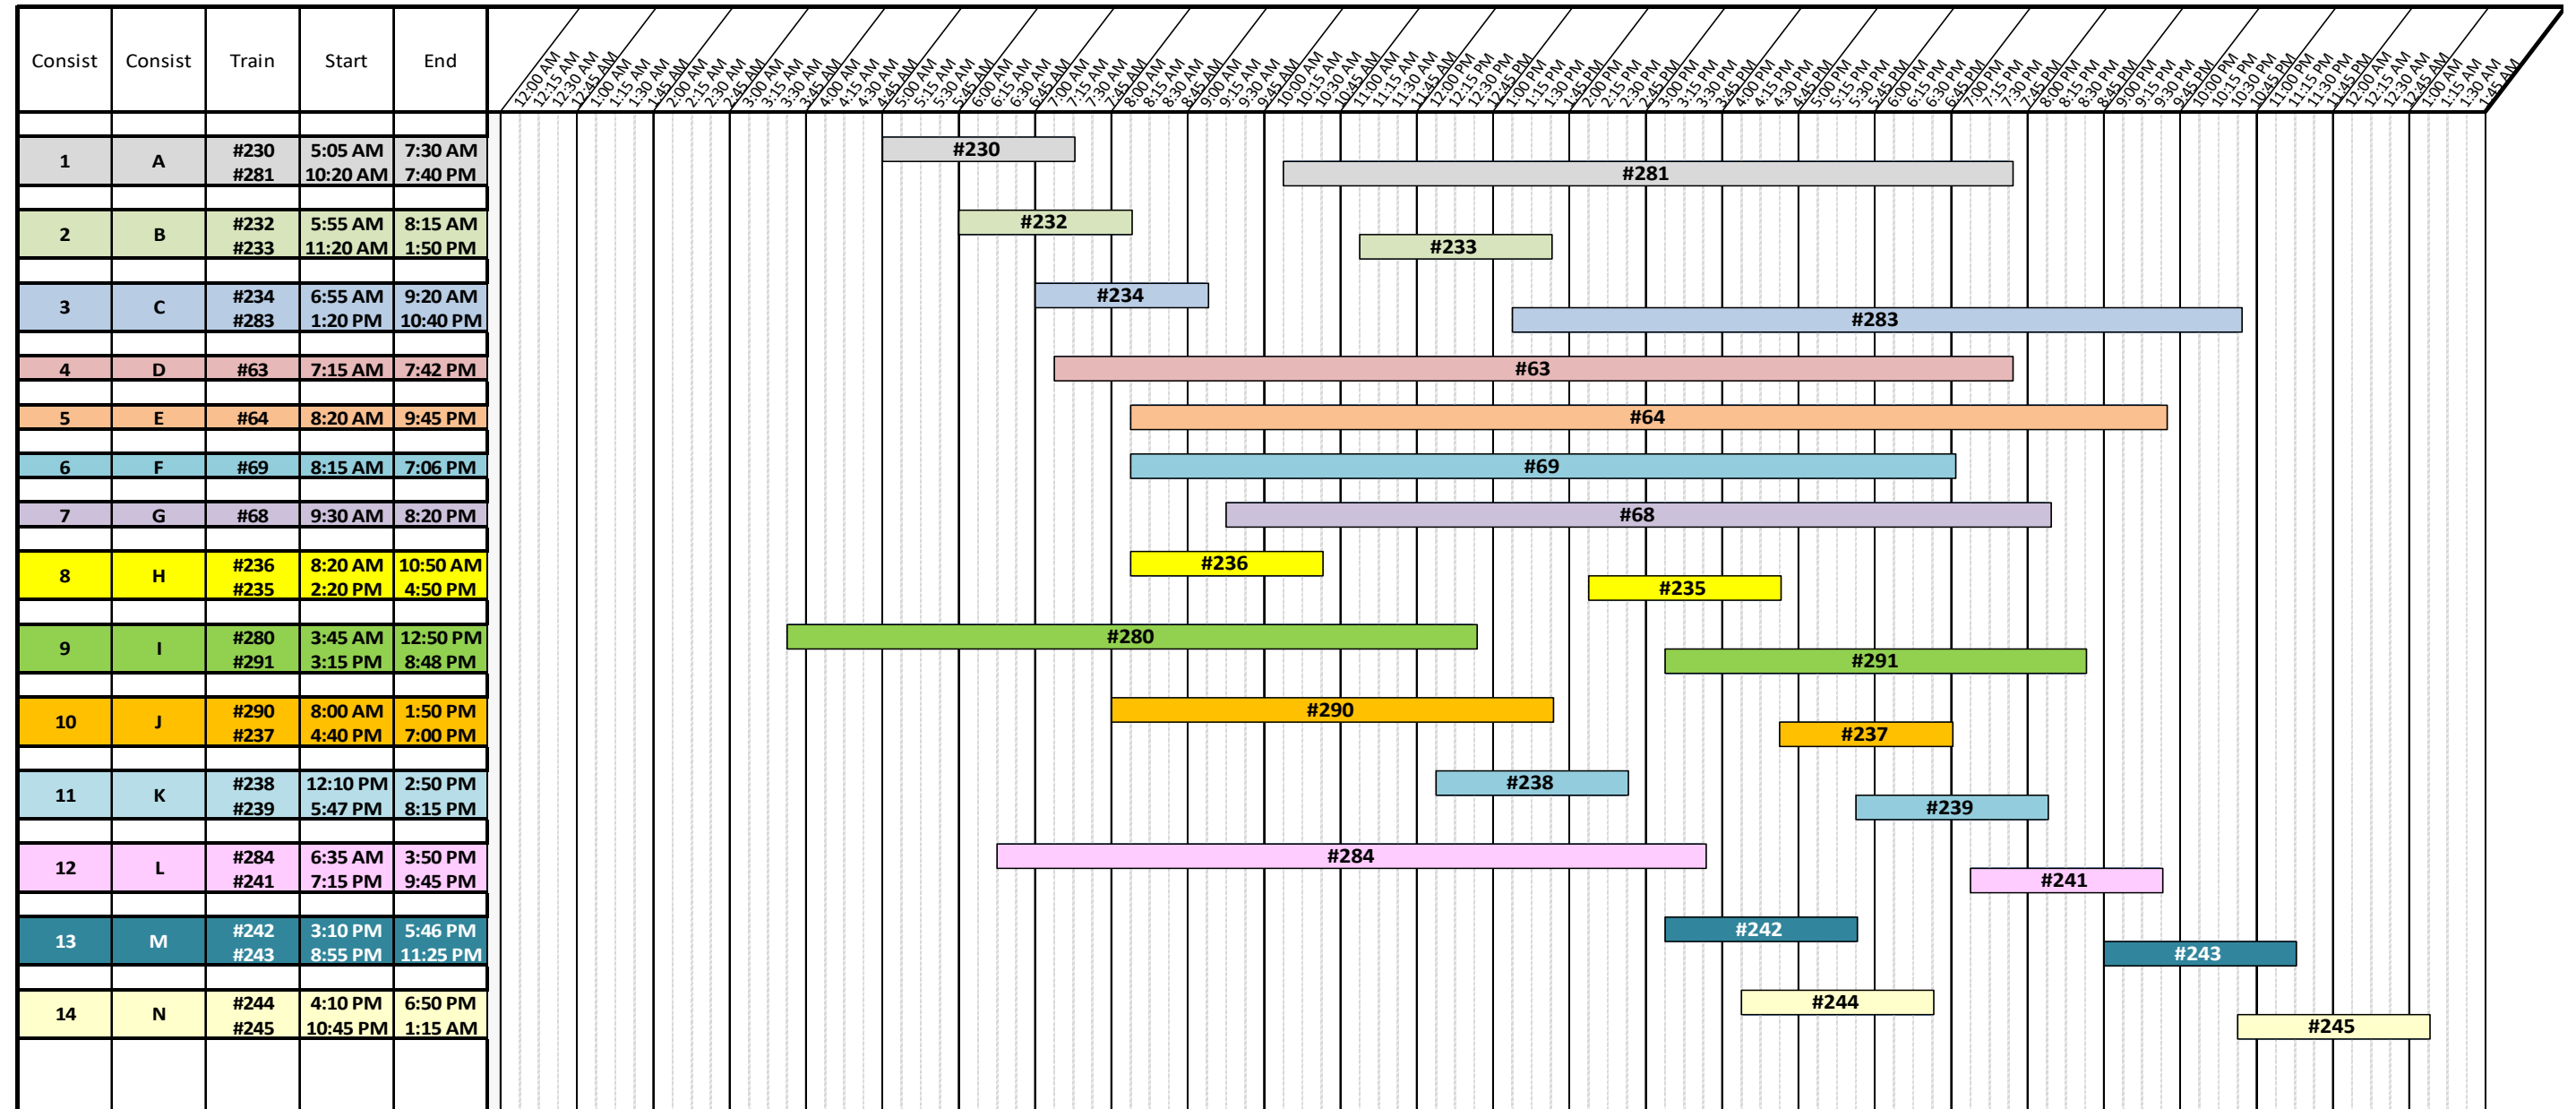 Consist Consist Train Start End
12:00 AM
12:15 AM
12:30 AM
12:45 AM
1:00 AM
1:15 AM
1:30 AM
1:45 AM
2:00 AM
2:15 AM
2:30 AM
2:45 AM
3:00 AM
3:15 AM
3:30 AM
3:45 AM
4:00 AM
4:15 AM
4:30 AM
4:45 AM
5:00 AM
5:15 AM
5:30 AM
5:45 AM
6:00 AM
6:15 AM
6:30 AM
6:45 AM
7:00 AM
7:15 AM
7:30 AM
7:45 AM
8:00 AM
8:15 AM
8:30 AM
8:45 AM
9:00 AM
9:15 AM
9:30 AM
9:45 AM
10:00 AM
10:15 AM
10:30 AM
10:45 AM
11:00 AM
11:15 AM
11:30 AM
11:45 AM
12:00 PM
12:15 PM
12:30 PM
12:45 PM
1:00 PM
1:15 PM
1:30 PM
1:45 PM
2:00 PM
2:15 PM
2:30 PM
2:45 PM
3:00 PM
3:15 PM
3:30 PM
3:45 PM
4:00 PM
4:15 PM
4:30 PM
4:45 PM
5:00 PM
5:15 PM
5:30 PM
5:45 PM
6:00 PM
6:15 PM
6:30 PM
6:45 PM
7:00 PM
7:15 PM
7:30 PM
7:45 PM
8:00 PM
8:15 PM
8:30 PM
8:45 PM
9:00 PM
9:15 PM
9:30 PM
9:45 PM
10:00 PM
10:15 PM
10:30 PM
10:45 PM
11:00 PM
11:15 PM
11:30 PM
11:45 PM
12:00 AM
12:15 AM
12:30 AM
12:45 AM
1:00 AM
1:15 AM
1:30 AM
1:45 AM
1 A
#230 5:05 AM 7:30 AM #230
#281 10:20 AM 7:40 PM #281
2 B
#232 5:55 AM 8:15 AM #232
#233 11:20 AM 1:50 PM #233
3 C
#234 6:55 AM 9:20 AM #234
#283 1:20 PM 10:40 PM #283
4 D #63 7:15 AM 7:42 PM #63
5 E #64 8:20 AM 9:45 PM #64
6 F #69 8:15 AM 7:06 PM #69
7 G #68 9:30 AM 8:20 PM #68
8 H
#236 8:20 AM 10:50 AM #236
#235 2:20 PM 4:50 PM #235
9 I
#280 3:45 AM 12:50 PM #280
#291 3:15 PM 8:48 PM #291
10 J
#290 8:00 AM 1:50 PM #290
#237 4:40 PM 7:00 PM #237
11 K
#238 12:10 PM 2:50 PM #238
#239 5:47 PM 8:15 PM #239
12 L
#284 6:35 AM 3:50 PM #284
#241 7:15 PM 9:45 PM #241
13 M
#242 3:10 PM 5:46 PM #242
#243 8:55 PM 11:25 PM #243
14 N
#244 4:10 PM 6:50 PM #244
#245 10:45 PM 1:15 AM #245